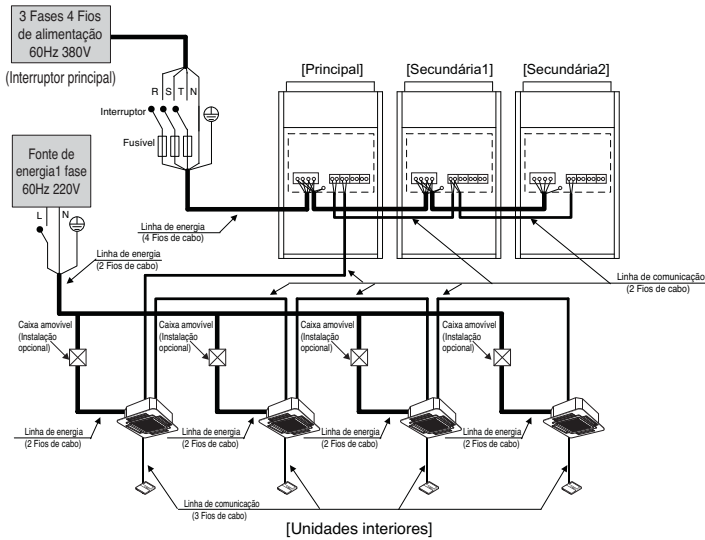 3 Fases 4 Fios
de alimentação
60Hz 380V
(Interruptor principal)
R S T N
Interruptor
Fusível
[Principal]
[Secundária1]
[Secundária2]
Fonte de
energia1 fase
60Hz 220V
L N
Linha de energia
(4 Fios de cabo)
Linha de energia
(2 Fios de cabo)
Linha de comunicação
(2 Fios de cabo)
Caixa amovível
(Instalação
opcional)
Caixa amovível
(Instalação
opcional)
Caixa amovível
(Instalação
opcional)
Caixa amovível
(Instalação
opcional)
Linha de energia
(2 Fios de cabo)
Linha de energia
(2 Fios de cabo)
Linha de energia
(2 Fios de cabo)
Linha de energia
(2 Fios de cabo)
Linha de comunicação
(3 Fios de cabo)
[Unidades interiores]